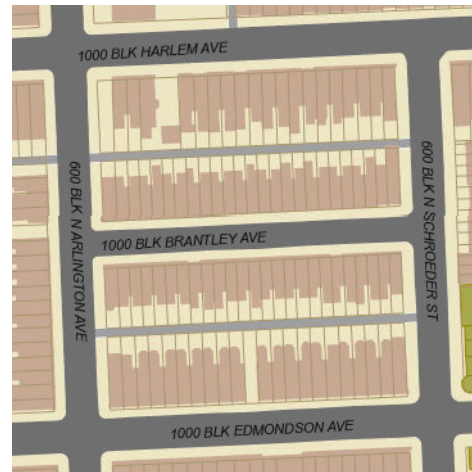 1000 BLK HARLEM AVE
600 BLK N ARLINGTON AVE
600 BLK N SCHROEDER ST
1000 BLK BRANTLEY AVE
1000 BLK EDMONDSON AVE